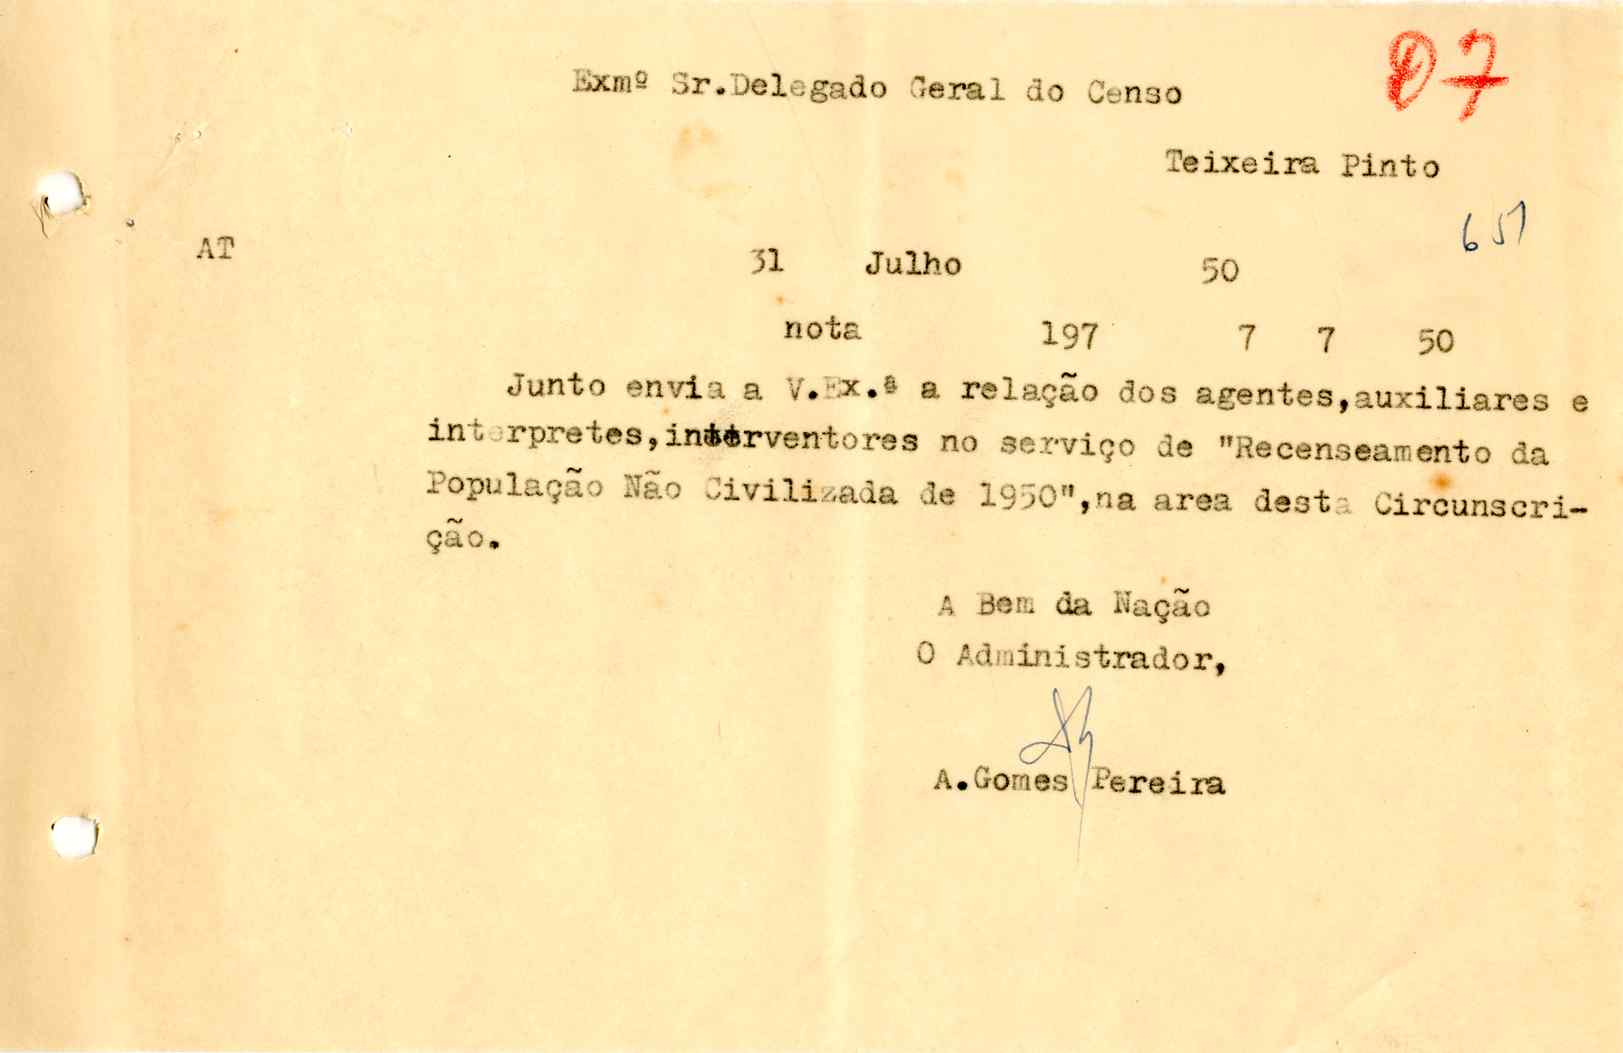 Exmº Sr.Delegado Geral do Censo
Teixeira Pinto
651
AT
31 Julho 50
nota 197 7 7 50
Junto envia a V.Ex.ª a relação dos agentes,auxiliares e
interpretes,interventores no serviço de "Recenseamento da
População Não Civilizada de 1950",na area desta Circunscri-
ção.
A Bem da Nação
O Administrador,
A.Gomes Pereira